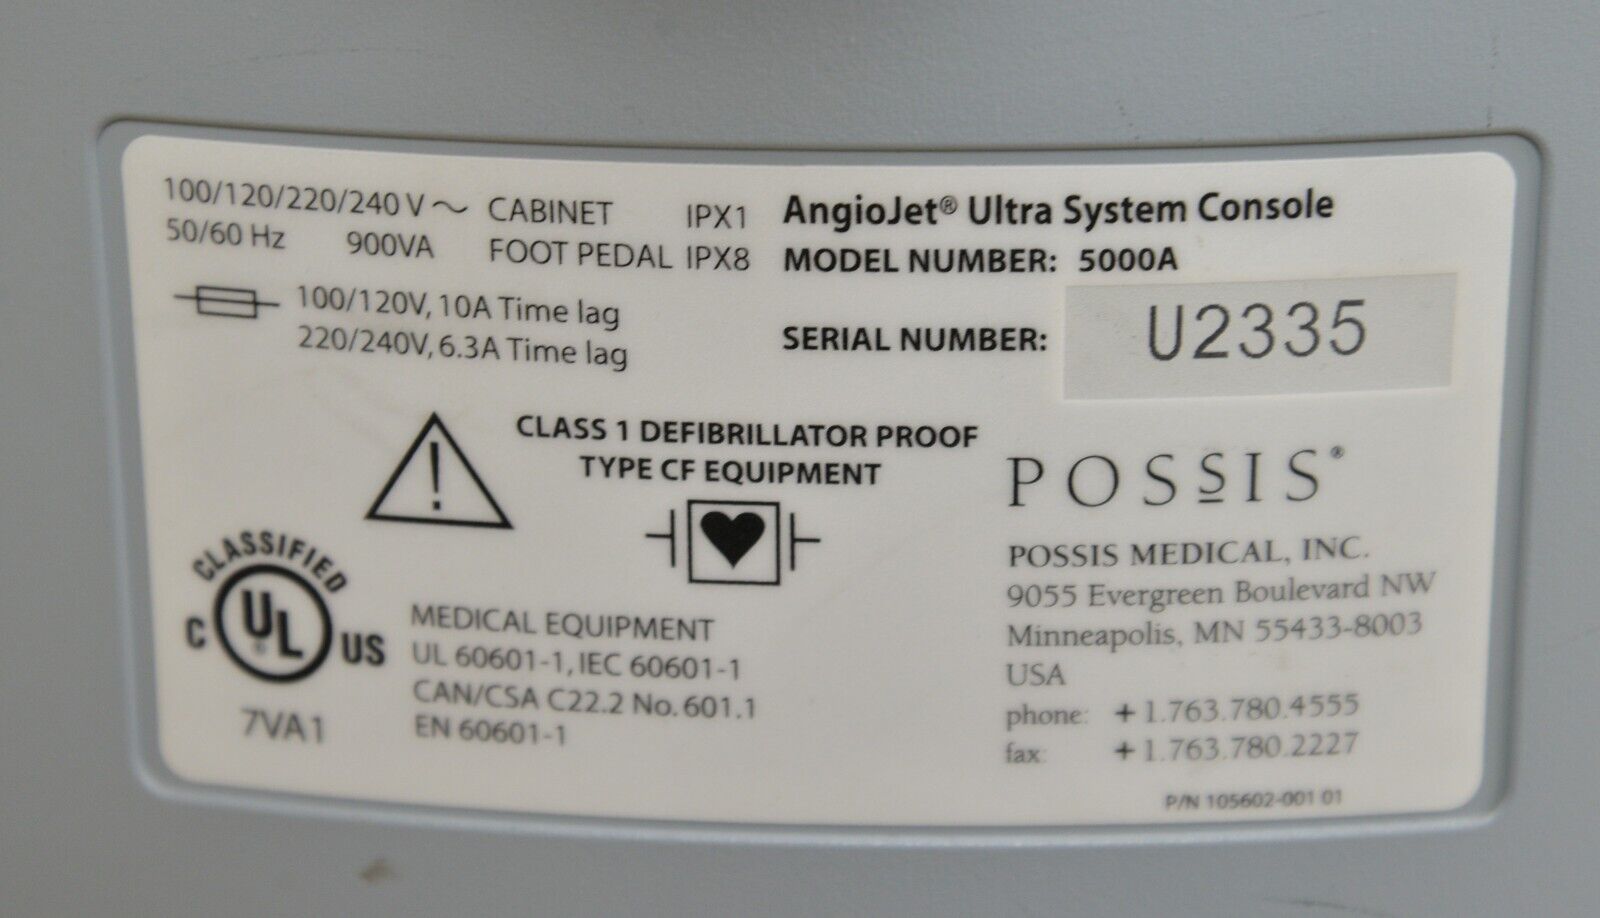 100/120/220/240 V ~ CABINET IPX1
50/60 Hz 900VA FOOT PEDAL IPX8
100/120V, 10A Time lag
220/240V, 6.3A Time lag
AngioJet® Ultra System Console
MODEL NUMBER: 5000A
SERIAL NUMBER: U2335
CLASS 1 DEFIBRILLATOR PROOF
TYPE CF EQUIPMENT
!
CLASSIFIED
C UL® US
7VA1
MEDICAL EQUIPMENT
UL 60601-1, IEC 60601-1
CAN/CSA C22.2 No. 601.1
EN 60601-1
POSSIS®
POSSIS MEDICAL, INC.
9055 Evergreen Boulevard NW
Minneapolis, MN 55433-8003
USA
phone: +1.763.780.4555
fax: +1.763.780.2227
P/N 105602-001 01